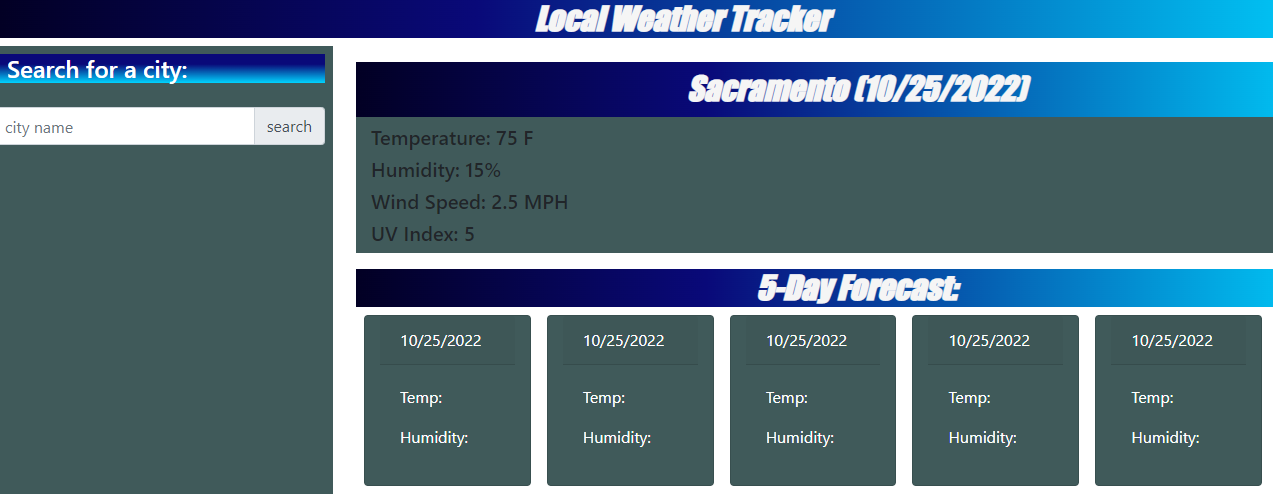 Local Weather Tracker
Search for a city:
city name
search
Sacramento (10/25/2022)
Temperature: 75 F
Humidity: 15%
Wind Speed: 2.5 MPH
UV Index: 5
5-Day Forecast:
10/25/2022
Temp:
Humidity:
10/25/2022
Temp:
Humidity:
10/25/2022
Temp:
Humidity:
10/25/2022
Temp:
Humidity:
10/25/2022
Temp:
Humidity: